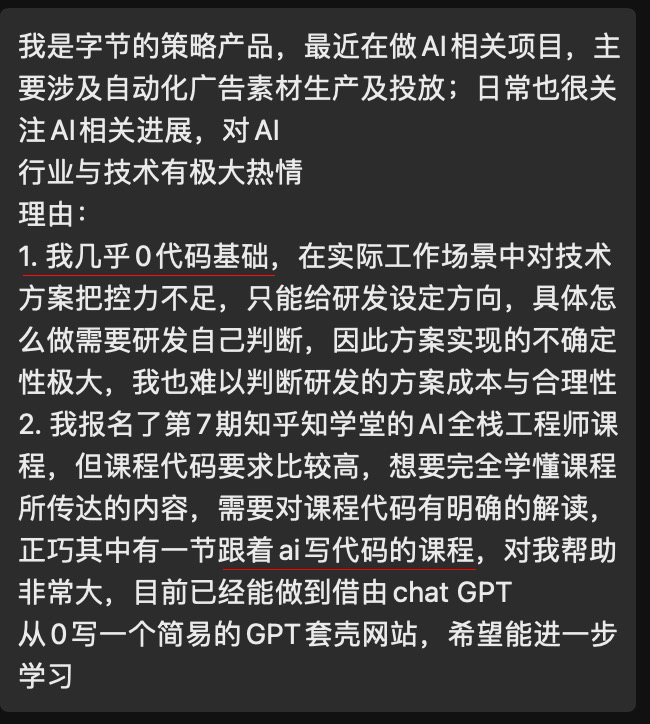 我是字节的策略产品，最近在做AI相关项目，主
要涉及自动化广告素材生产及投放；日常也很关
注AI相关进展，对AI
行业与技术有极大热情
理由：
1. 我几乎0代码基础，在实际工作场景中对技术
方案把控力不足，只能给研发设定方向，具体怎
么做需要研发自己判断，因此方案实现的不确定
性极大，我也难以判断研发的方案成本与合理性
2. 我报名了第7期知乎知学堂的AI全栈工程师课
程，但课程代码要求比较高，想要完全学懂课程
所传达的内容，需要对课程代码有明确的解读，
正巧其中有一节跟着ai写代码的课程，对我帮助
非常大，目前已经能做到借由chat GPT
从0写一个简易的GPT套壳网站，希望能进一步
学习